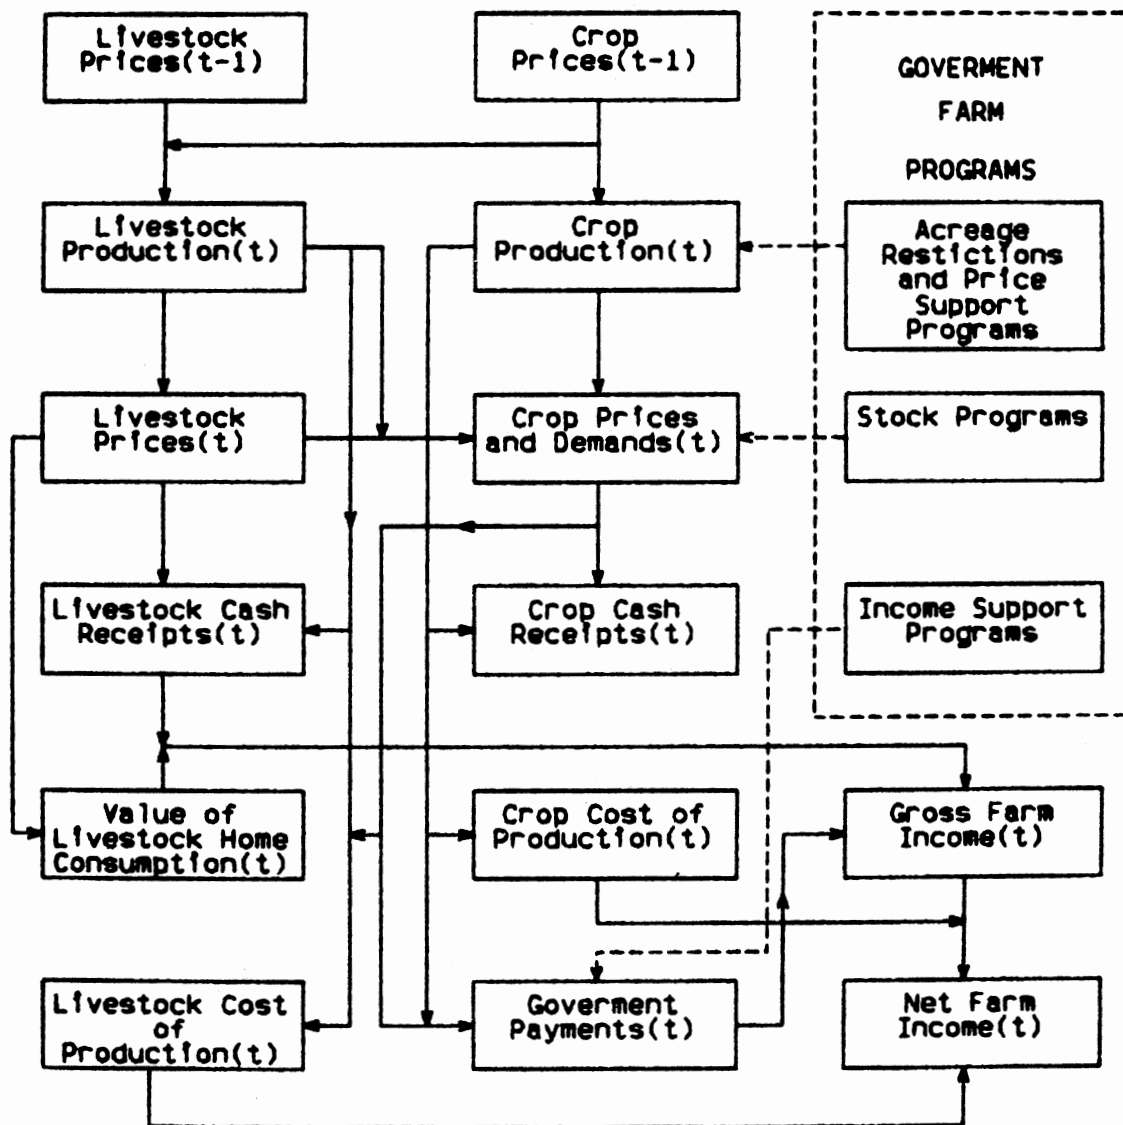 Livestock
Prices(t-1)
Crop
Prices(t-1)
GOVERMENT
FARM
PROGRAMS
Livestock
Production(t)
Crop
Production(t)
Acreage
Restictions
and Price
Support
Programs
Livestock
Prices(t)
Crop Prices
and Demands(t)
Stock Programs
Livestock Cash
Receipts(t)
Crop Cash
Receipts(t)
Income Support
Programs
Value of
Livestock Home
Consumption(t)
Crop Cost of
Production(t)
Gross Farm
Income(t)
Livestock Cost
of
Production(t)
Goverment
Payments(t)
Net Farm
Income(t)